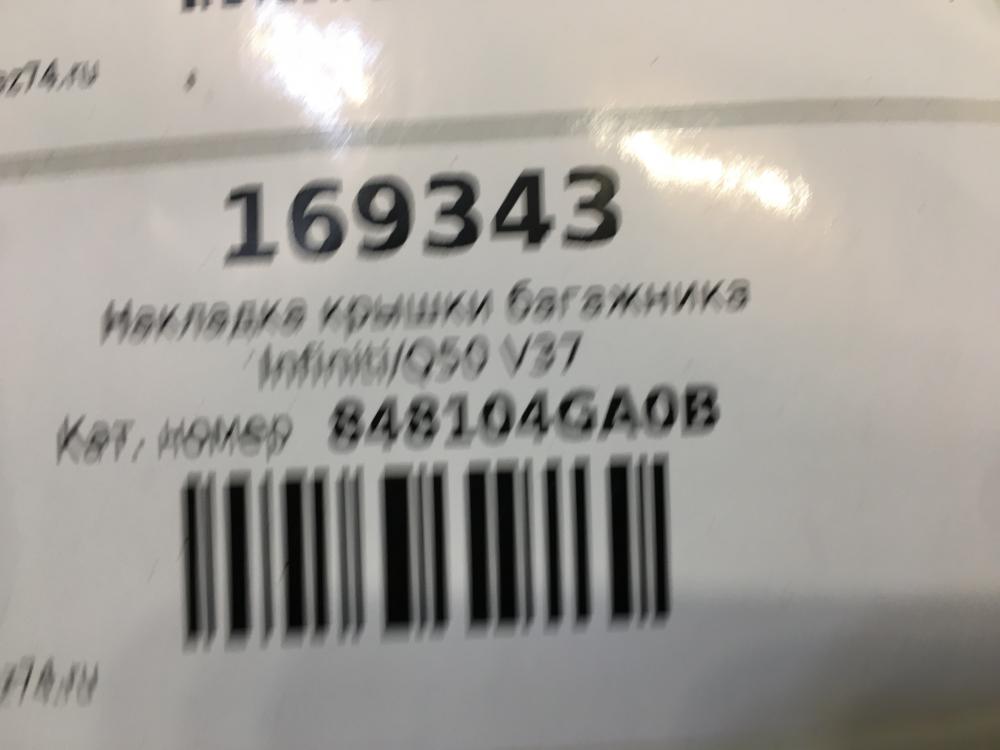 169343
Накладка крышки багажника
Infiniti/Q50 V37
Кат. номер 848104GA0B